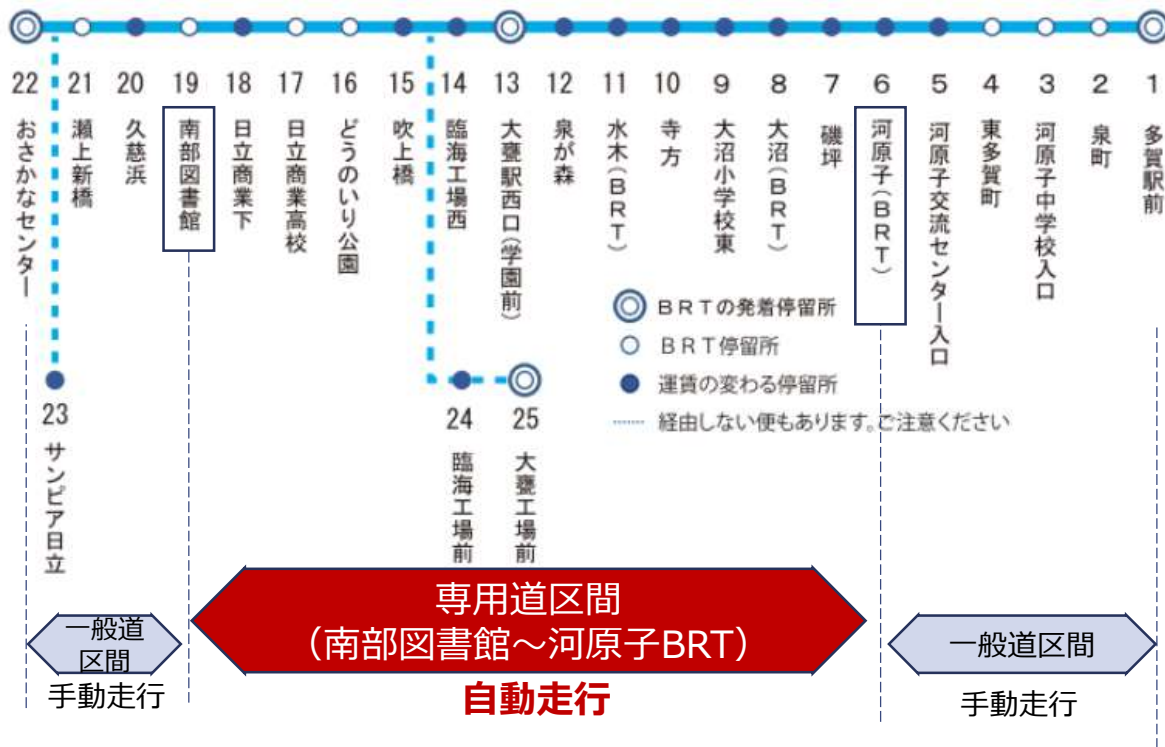 22
おさかなセンター
21
瀬上新橋
20
久慈浜
19
南部図書館
18
日立商業下
17
日立商業高校
16
どうのいり公園
15
吹上橋
14
臨海工場西
13
大甕駅西口(学園前)
12
泉が森
11
水木(BRT)
10
寺方
9
大沼小学校東
8
大沼(BRT)
7
磯坪
6
河原子(BRT)
5
河原子交流センター入口
4
東多賀町
3
河原子中学校入口
2
泉町
1
多賀駅前
BRTの発着停留所
BRT停留所
運賃の変わる停留所
経由しない便もあります。ご注意ください
23
サンピア日立
24
臨海工場前
25
大甕工場前
一般道
区間
手動走行
専用道区間
(南部図書館~河原子BRT)
自動走行
一般道区間
手動走行